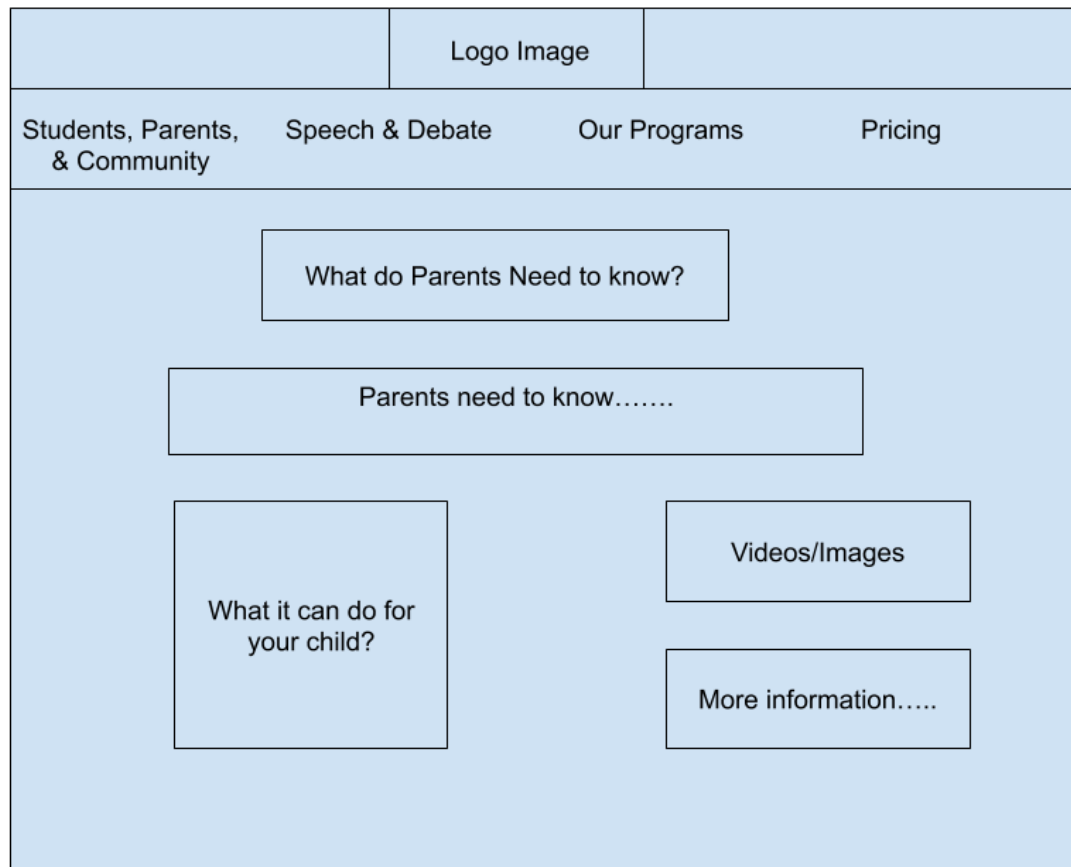 Logo Image
Students, Parents,
& Community
Speech & Debate
Our Programs
Pricing
What do Parents Need to know?
Parents need to know…….
What it can do for
your child?
Videos/Images
More information…..